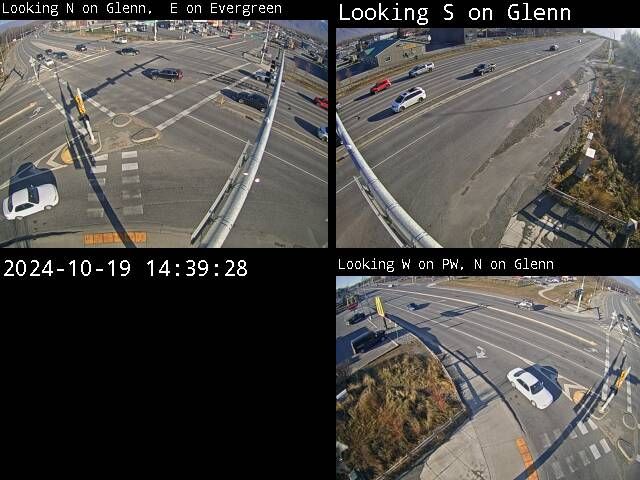 Looking N on Glenn,  E on Evergreen
Looking S on Glenn
2024-10-19 14:39:28
Looking W on PW, N on Glenn